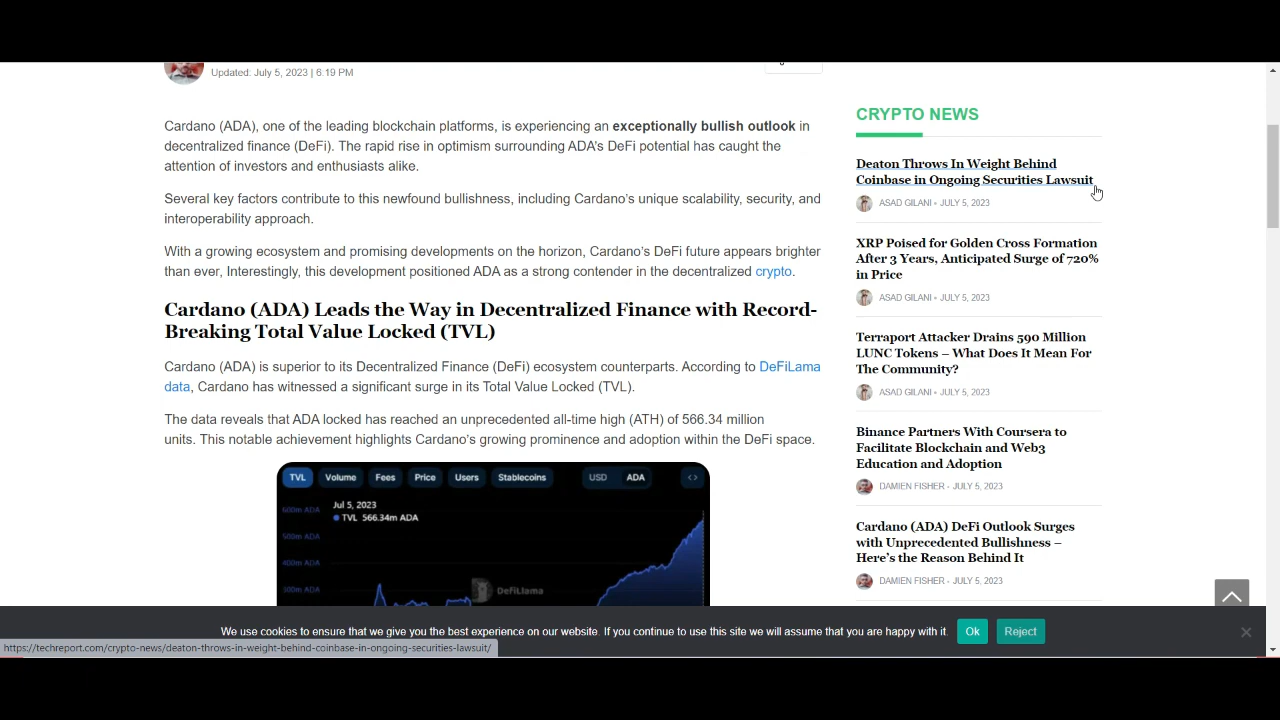 Updated: July 5, 2023 | 6:19 PM
Cardano (ADA), one of the leading blockchain platforms, is experiencing an exceptionally bullish outlook in
decentralized finance (DeFi). The rapid rise in optimism surrounding ADA's DeFi potential has caught the
attention of investors and enthusiasts alike.
Several key factors contribute to this newfound bullishness, including Cardano's unique scalability, security, and
interoperability approach.
With a growing ecosystem and promising developments on the horizon, Cardano's DeFi future appears brighter
than ever, Interestingly, this development positioned ADA as a strong contender in the decentralized crypto.
Cardano (ADA) Leads the Way in Decentralized Finance with Record-
Breaking Total Value Locked (TVL)
Cardano (ADA) is superior to its Decentralized Finance (DeFi) ecosystem counterparts. According to DeFiLama
data, Cardano has witnessed a significant surge in its Total Value Locked (TVL).
The data reveals that ADA locked has reached an unprecedented all-time high (ATH) of 566.34 million
units. This notable achievement highlights Cardano's growing prominence and adoption within the DeFi space.
TVL Volume Fees Price Users Stablecoins USD ADA <>
Jul 5, 2023
TVL 566.34m ADA
600m ADA
500m ADA
400m ADA
300m ADA
DefiLlama
CRYPTO NEWS
Deaton Throws In Weight Behind
Coinbase in Ongoing Securities Lawsuit
ASAD GILANI • JULY 5, 2023
XRP Poised for Golden Cross Formation
After 3 Years, Anticipated Surge of 720%
in Price
ASAD GILANI • JULY 5, 2023
Terraport Attacker Drains 590 Million
LUNC Tokens – What Does It Mean For
The Community?
ASAD GILANI • JULY 5, 2023
Binance Partners With Coursera to
Facilitate Blockchain and Web3
Education and Adoption
DAMIEN FISHER • JULY 5, 2023
Cardano (ADA) DeFi Outlook Surges
with Unprecedented Bullishness –
Here's the Reason Behind It
DAMIEN FISHER • JULY 5, 2023
We use cookies to ensure that we give you the best experience on our website. If you continue to use this site we will assume that you are happy with it. Ok Reject
https://techreport.com/crypto-news/deaton-throws-in-weight-behind-coinbase-in-ongoing-securities-lawsuit/